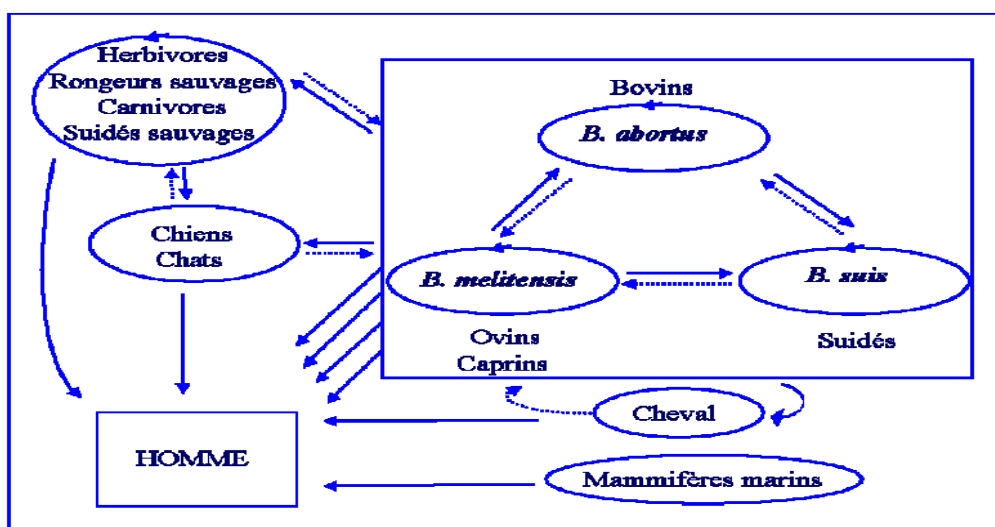 Herbivores
Rongeurs sauvages
Carnivores
Suidés sauvages
Bovins
B. abortus
Chiens
Chats
B. melitensis
B. suis
Ovins
Caprins
Suidés
Cheval
HOMME
Mammifères marins